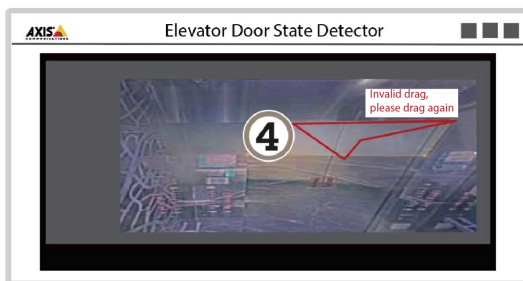 AXIS
COMMUNICATIONS
Elevator Door State Detector
Invalid drag,
please drag again
4